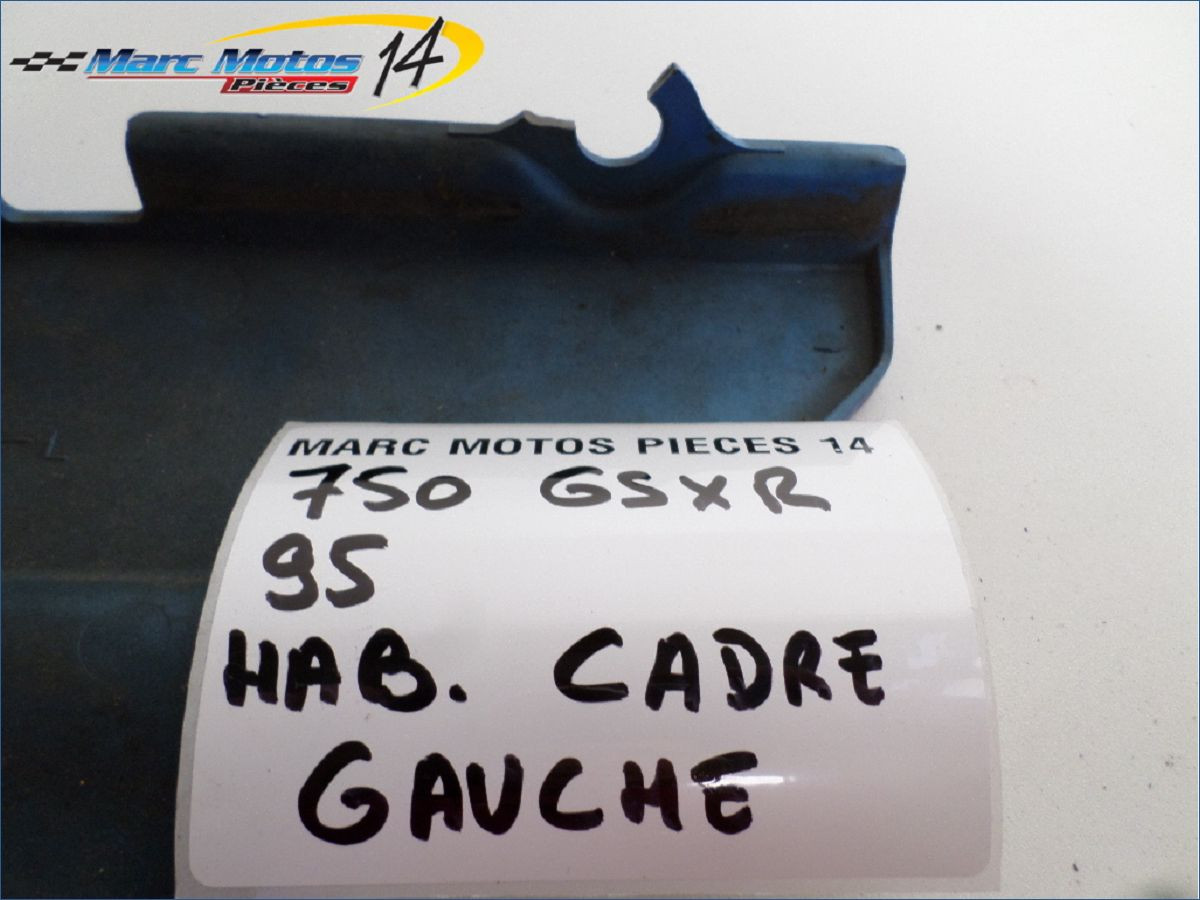 Marc Motos 14
Pièces
MARC MOTOS PIECES 14
750 GSXR
95
HAB. CADRE
GAUCHE